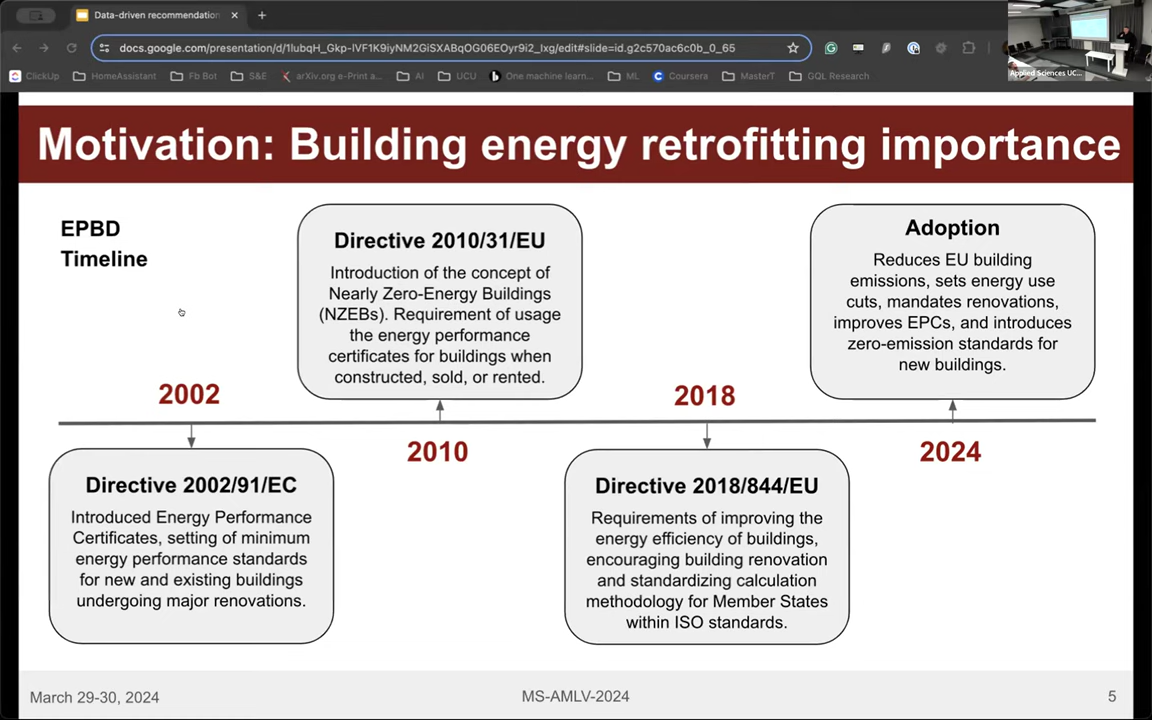 Data-driven recommendation
docs.google.com/presentation/d/1lubqH_Gkp-IVF1K9iyNM2GiSXABqOG06EOyr9i2_lxg/edit#slide=id.g2c570ac6c0b_0_65
ClickUp
HomeAssistant
Fb Bot
S&E
arXiv.org e-Print a...
AI
UCU
One machine learn...
ML
Coursera
MasterT
GQL Research
Applied Sciences UC...
Motivation: Building energy retrofitting importance
EPBD
Timeline
Directive 2010/31/EU
Introduction of the concept of
Nearly Zero-Energy Buildings
(NZEBs). Requirement of usage
the energy performance
certificates for buildings when
constructed, sold, or rented.
Adoption
Reduces EU building
emissions, sets energy use
cuts, mandates renovations,
improves EPCs, and introduces
zero-emission standards for
new buildings.
2002
2018
2010
2024
Directive 2002/91/EC
Introduced Energy Performance
Certificates, setting of minimum
energy performance standards
for new and existing buildings
undergoing major renovations.
Directive 2018/844/EU
Requirements of improving the
energy efficiency of buildings,
encouraging building renovation
and standardizing calculation
methodology for Member States
within ISO standards.
March 29-30, 2024
MS-AMLV-2024
5